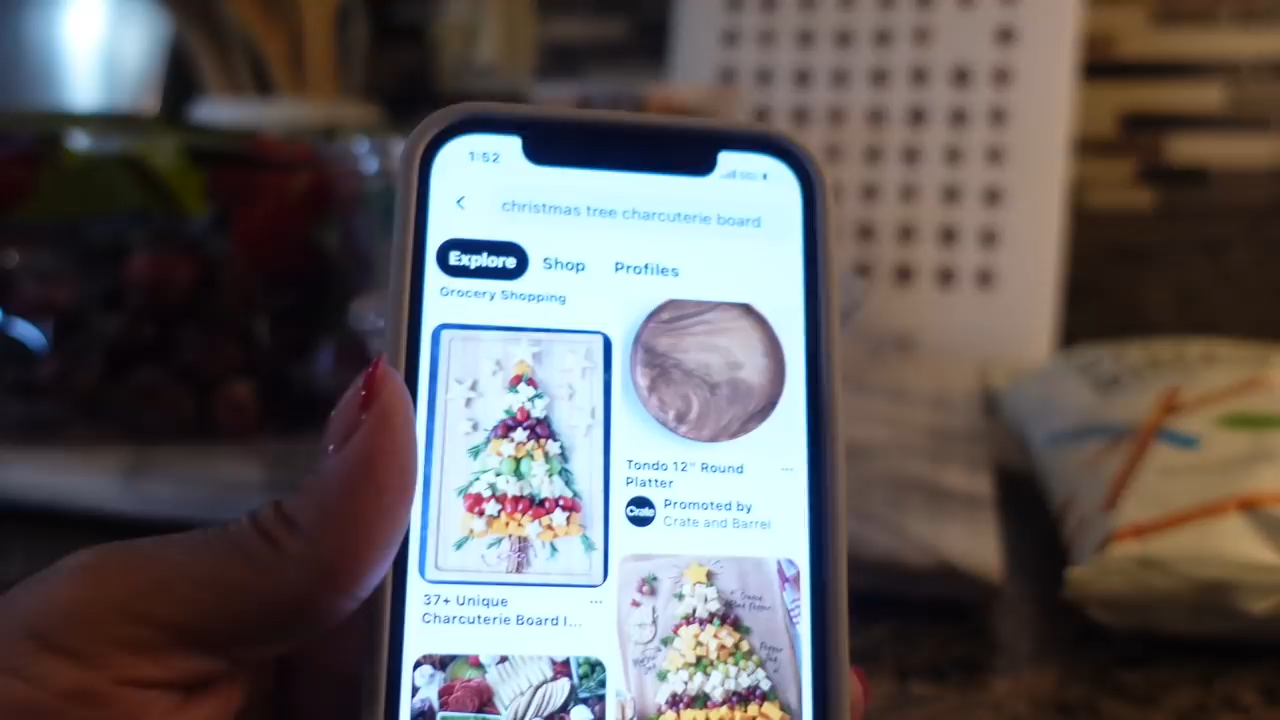 1:52
christmas tree charcuterie board
Explore
Shop
Profiles
Grocery Shopping
37+ Unique
Charcuterie Board I...
Tondo 12" Round
Platter
Crate
Promoted by
Crate and Barrel